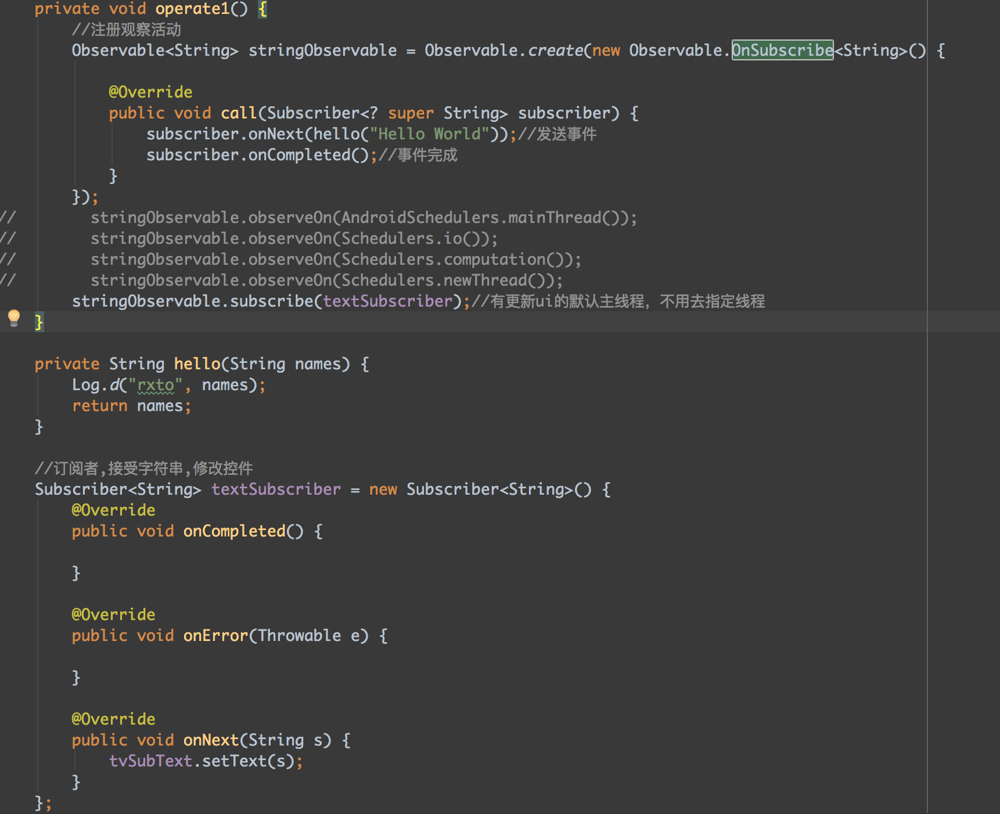 private void operate1() {
    //注册观察活动
    Observable<String> stringObservable = Observable.create(new Observable.OnSubscribe<String>() {

        @Override
        public void call(Subscriber<? super String> subscriber) {
            subscriber.onNext(hello("Hello World"));//发送事件
            subscriber.onCompleted();//事件完成
        }
    });
//        stringObservable.observeOn(AndroidSchedulers.mainThread());
//        stringObservable.observeOn(Schedulers.io());
//        stringObservable.observeOn(Schedulers.computation());
//        stringObservable.observeOn(Schedulers.newThread());
    stringObservable.subscribe(textSubscriber);//有更新ui的默认主线程，不用去指定线程
}

private String hello(String names) {
    Log.d("rxto", names);
    return names;
}

//订阅者,接受字符串,修改控件
Subscriber<String> textSubscriber = new Subscriber<String>() {
    @Override
    public void onCompleted() {

    }

    @Override
    public void onError(Throwable e) {

    }

    @Override
    public void onNext(String s) {
        tvSubText.setText(s);
    }
};